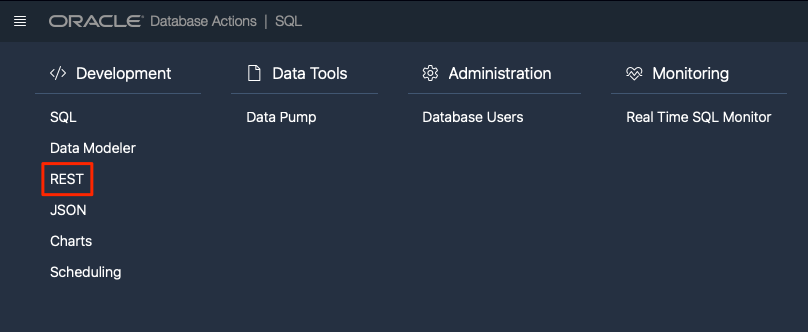 ORACLE Database Actions | SQL
Development
SQL
Data Modeler
REST
JSON
Charts
Scheduling
Data Tools
Data Pump
Administration
Database Users
Monitoring
Real Time SQL Monitor